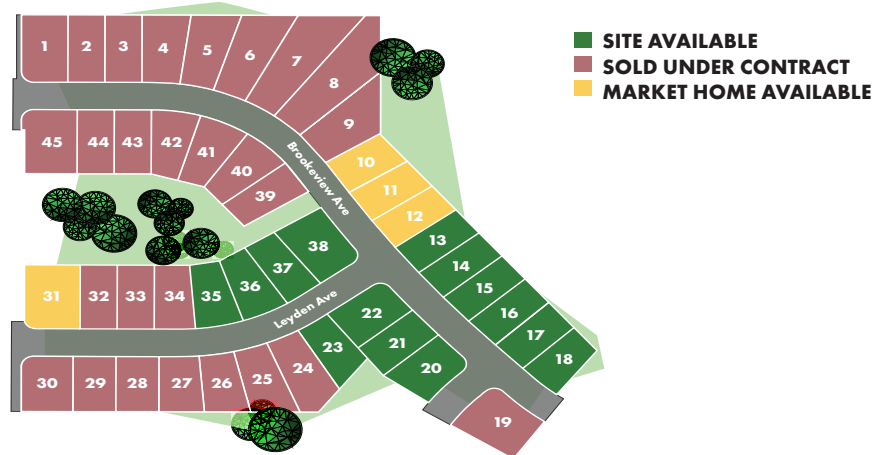 SITE AVAILABLE
SOLD UNDER CONTRACT
MARKET HOME AVAILABLE
1 2 3 4 5 6 7
8
9
45 44 43 42 41
40
39
Brookeview Ave
10
11
12
13
14
15
16
17
18
19
38
37
36
31 32 33 34 35
Leyden Ave
22
21
20
23
30 29 28 27 26 25 24